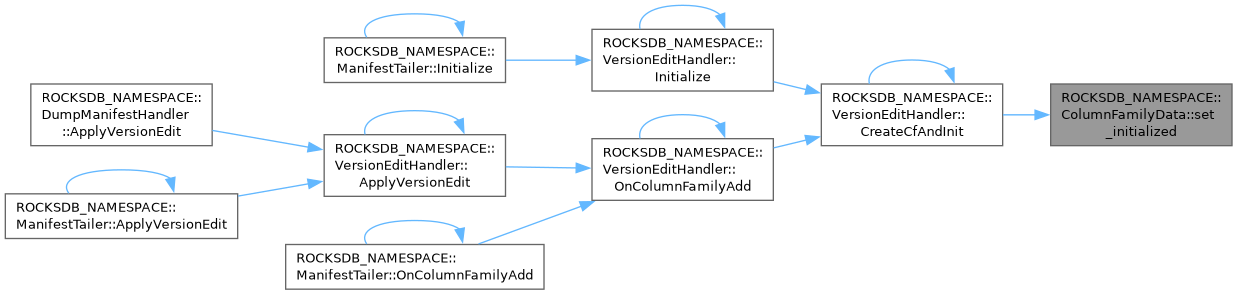 ROCKSDB_NAMESPACE::
ManifestTailer::Initialize
ROCKSDB_NAMESPACE::
VersionEditHandler::
Initialize
ROCKSDB_NAMESPACE::
DumpManifestHandler
::ApplyVersionEdit
ROCKSDB_NAMESPACE::
VersionEditHandler::
CreateCfAndInit
ROCKSDB_NAMESPACE::
ColumnFamilyData::set
_initialized
ROCKSDB_NAMESPACE::
VersionEditHandler::
ApplyVersionEdit
ROCKSDB_NAMESPACE::
VersionEditHandler::
OnColumnFamilyAdd
ROCKSDB_NAMESPACE::
ManifestTailer::ApplyVersionEdit
ROCKSDB_NAMESPACE::
ManifestTailer::OnColumnFamilyAdd